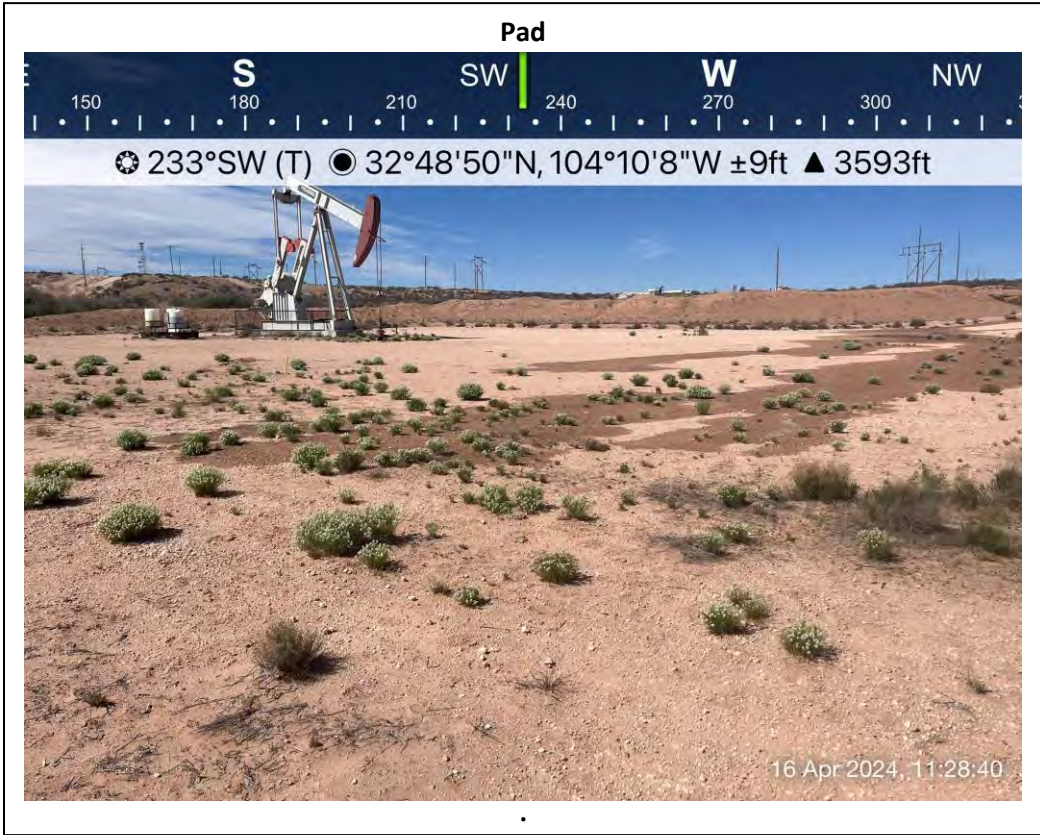 Pad
E S SW W NW
150 180 210 240 270 300 3
233°SW (T) 32°48'50"N, 104°10'8"W ±9ft ▲ 3593ft
16 Apr 2024, 11:28:40
.